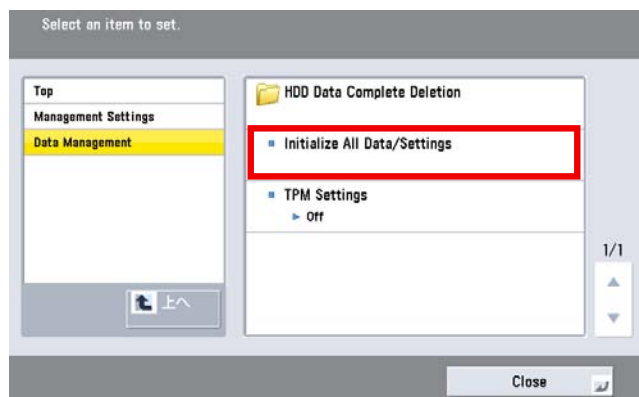 Select an item to set.
Top
Management Settings
Data Management
上へ
HDD Data Complete Deletion
Initialize All Data/Settings
TPM Settings
Off
1/1
Close